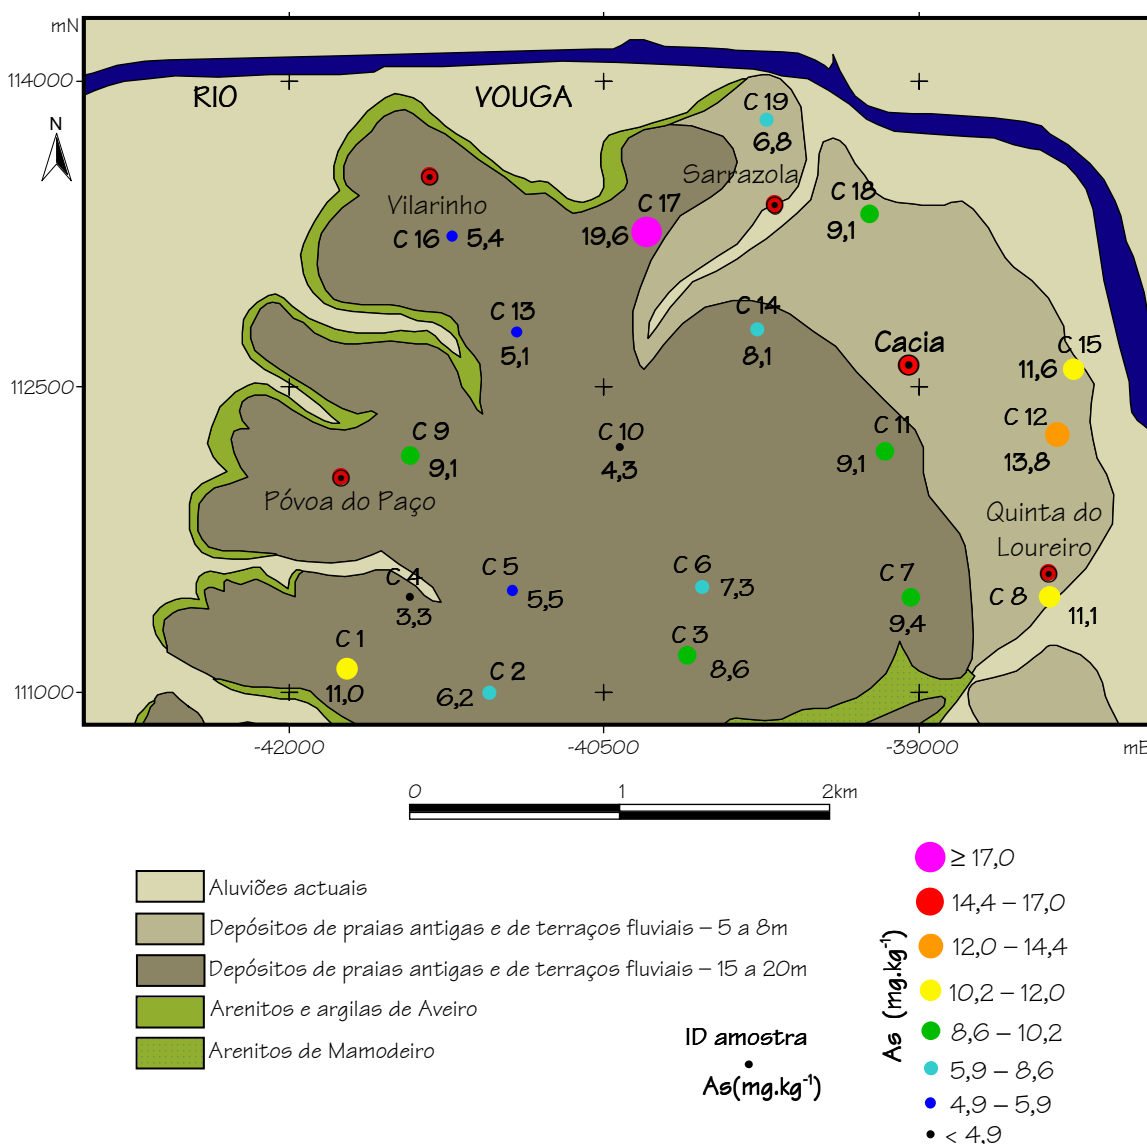 mN
114000
RIO
VOUGA
C 19
6,8
N
Sarrazola
Vilarinho
C 17
19,6
C 18
9,1
C 16
5,4
C 13
5,1
C 14
8,1
Cacia
C 15
11,6
112500
C 12
13,8
C 9
9,1
C 10
4,3
C 11
9,1
Póvoa do Paço
Quinta do
Loureiro
C 4
3,3
C 5
5,5
C 6
7,3
C 7
9,4
C 8
11,1
C 1
11,0
C 2
6,2
C 3
8,6
111000
-42000
-40500
-39000
mE
0
1
2km
Aluviões actuais
Depósitos de praias antigas e de terraços fluviais – 5 a 8m
Depósitos de praias antigas e de terraços fluviais – 15 a 20m
Arenitos e argilas de Aveiro
Arenitos de Mamodeiro
ID amostra
As(mg.kg⁻¹)
As (mg.kg⁻¹)
≥ 17,0
14,4 – 17,0
12,0 – 14,4
10,2 – 12,0
8,6 – 10,2
5,9 – 8,6
4,9 – 5,9
< 4,9